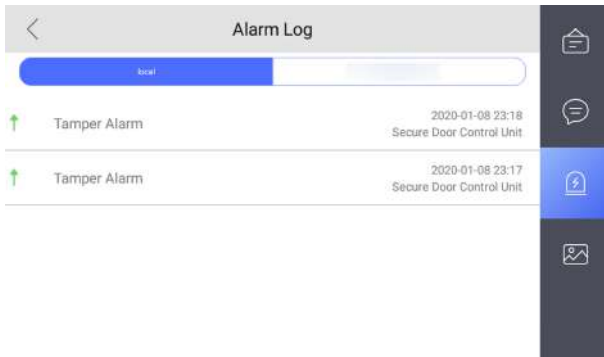 Alarm Log
local
Tamper Alarm
2020-01-08 23:18
Secure Door Control Unit
Tamper Alarm
2020-01-08 23:17
Secure Door Control Unit